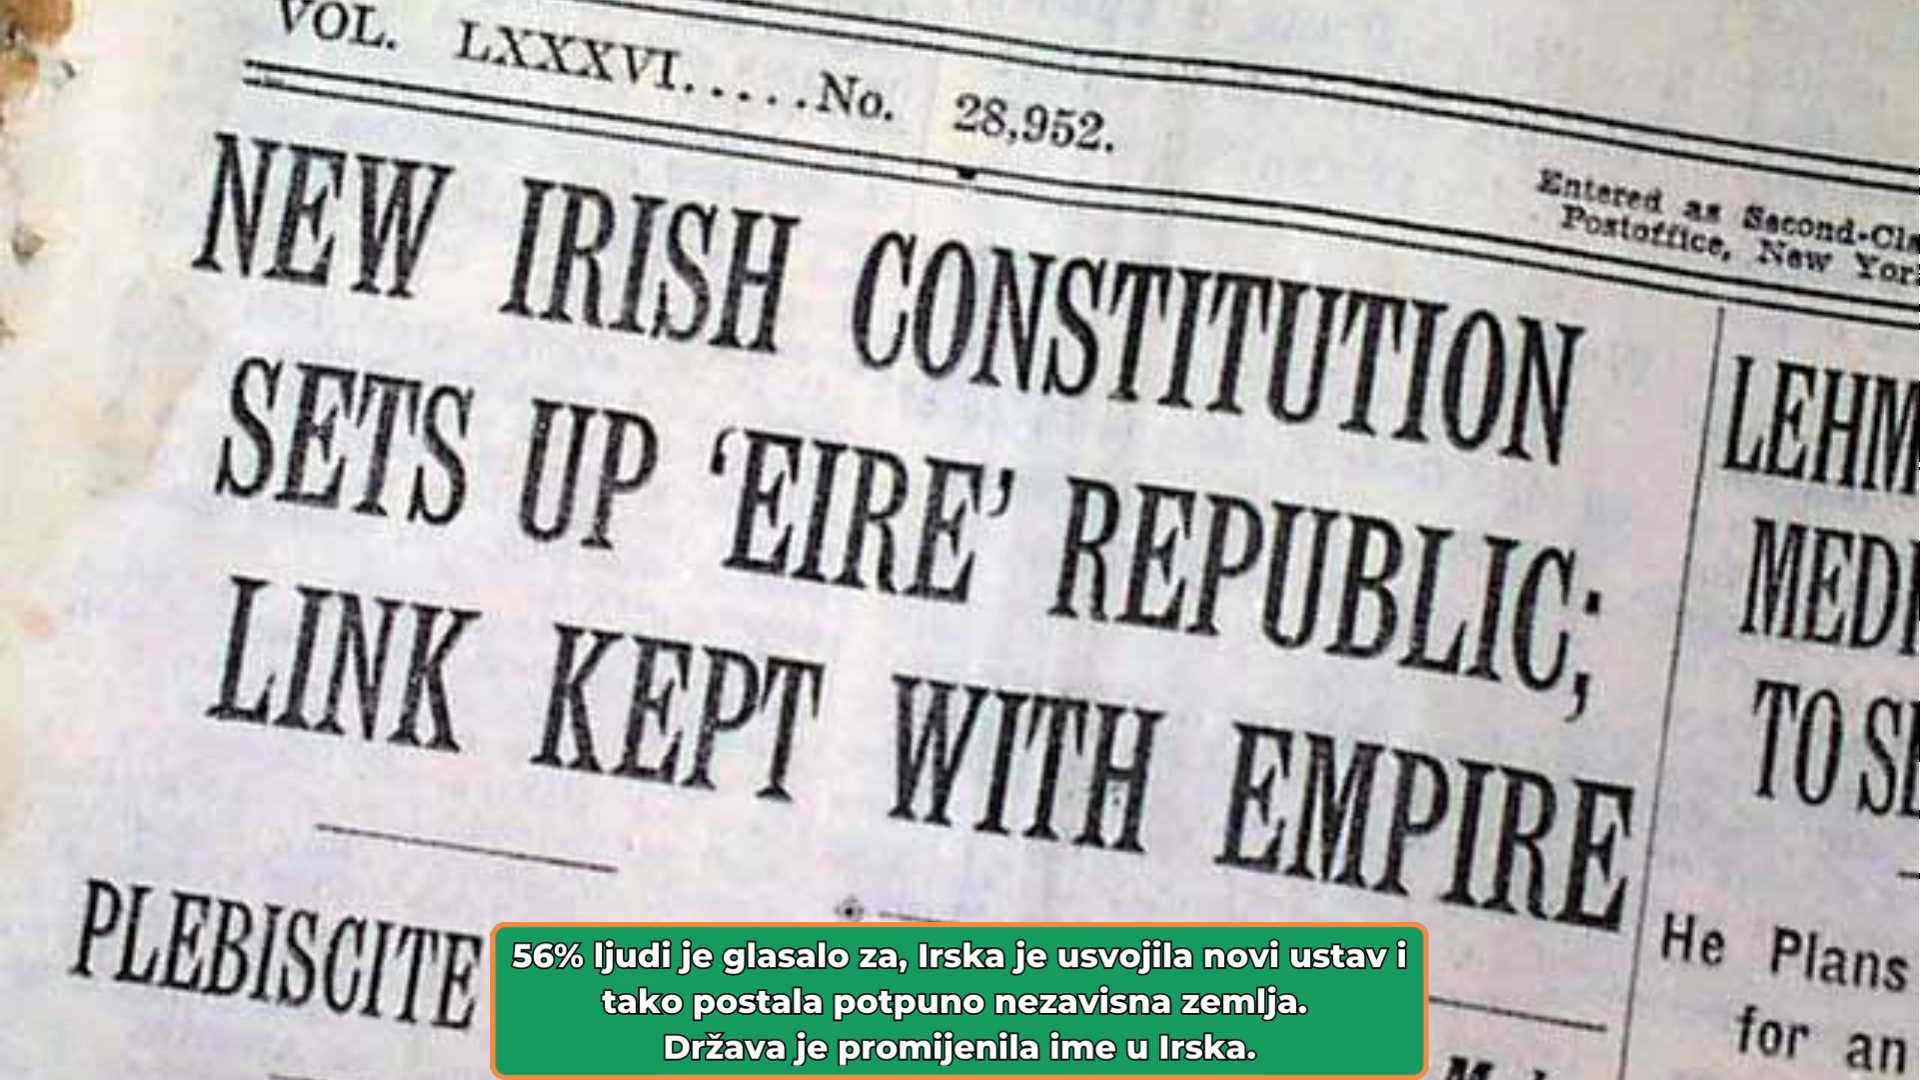 VOL. LXXXVI.....No. 28,952.
Entered as Second-Cla
Postoffice, New Yor
NEW IRISH CONSTITUTION
SETS UP ‘EIRE’ REPUBLIC;
LINK KEPT WITH EMPIRE
PLEBISCITE
LEHM
MEDI
TO SE
He Plans
for an
56% ljudi je glasalo za, Irska je usvojila novi ustav i
tako postala potpuno nezavisna zemlja.
Država je promijenila ime u Irska.